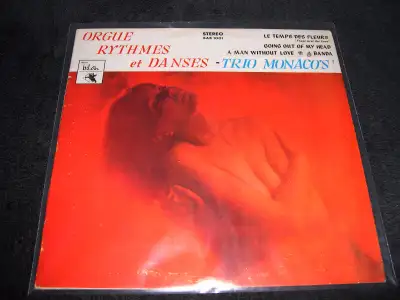 ORGUE
RYTHMES
et DANSES - TRIO MONACO'S
STEREO
LE TEMPS DES FLEURS
GOING OUT OF MY HEAD
A MAN WITHOUT LOVE * A BANDA